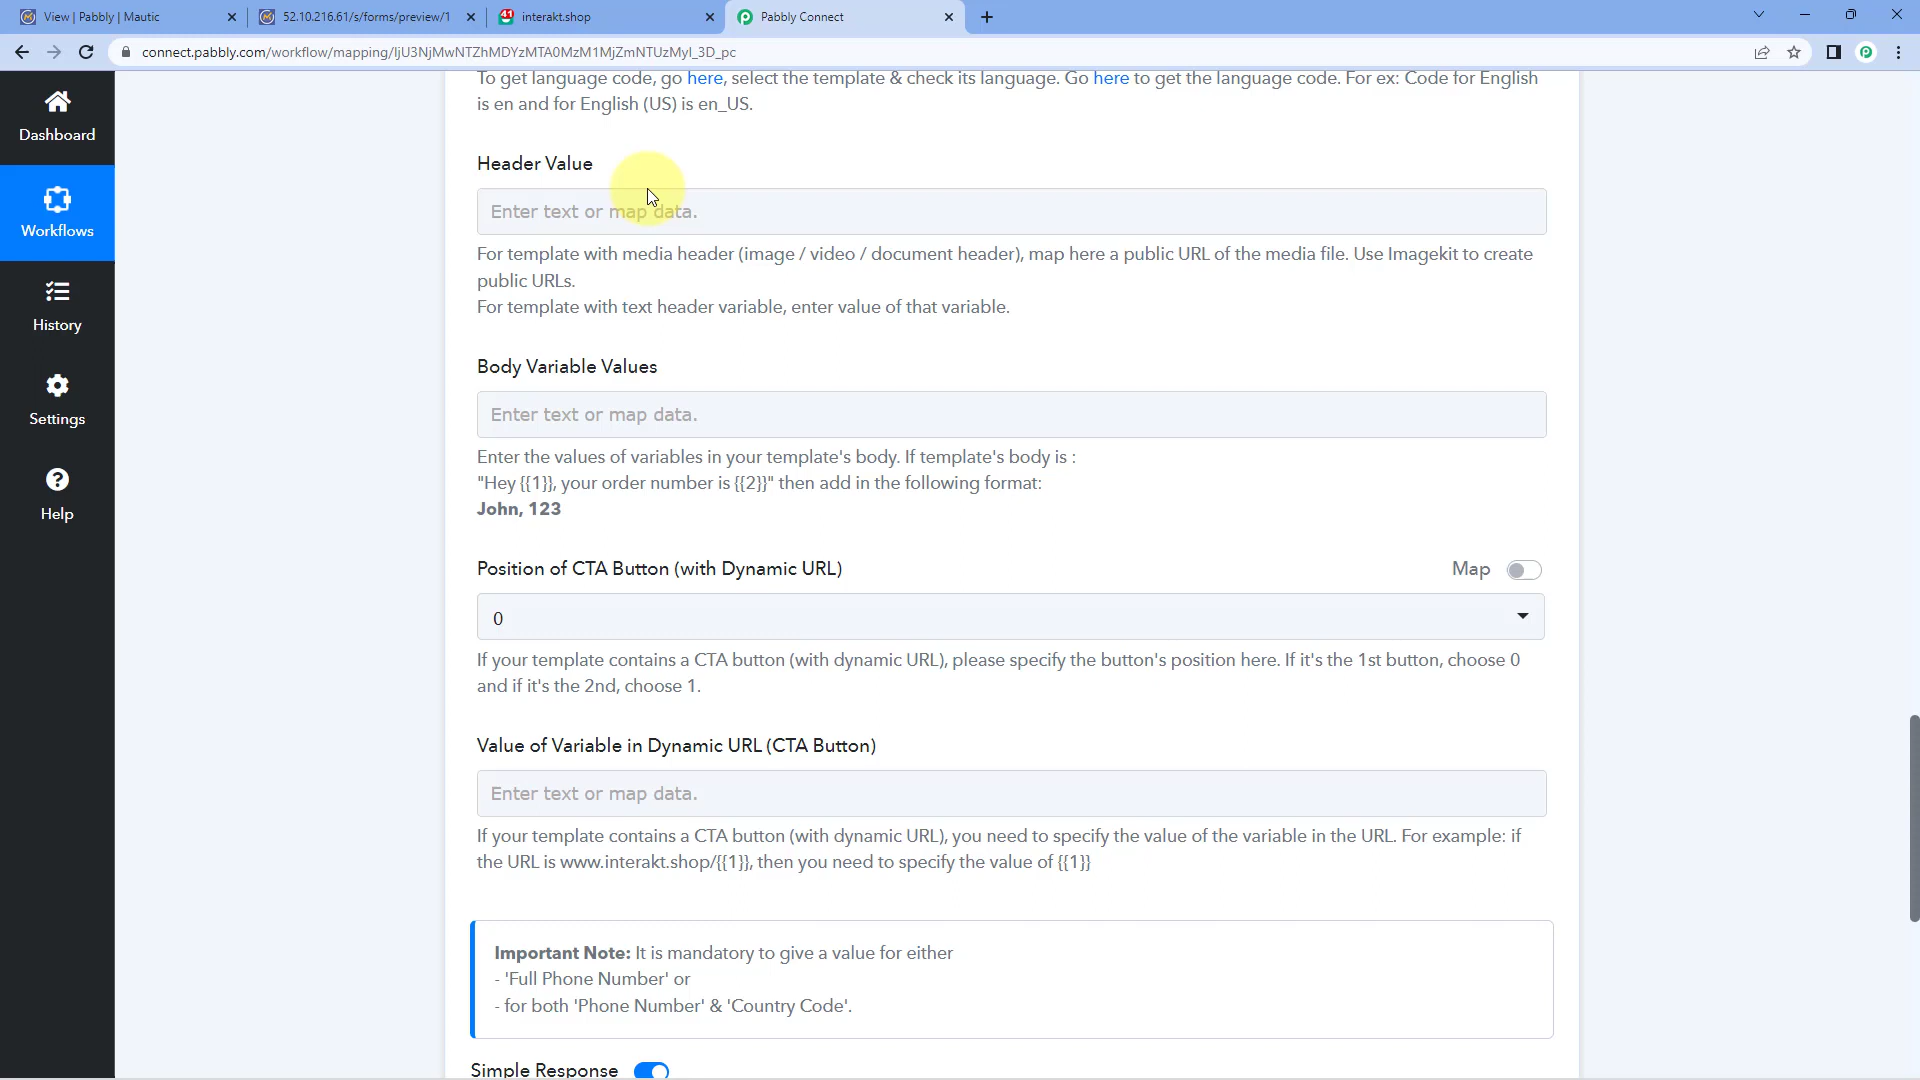 View | Pabbly | Mautic
52.10.216.61/s/forms/preview/1
41
interakt.shop
Pabbly Connect
connect.pabbly.com/workflow/mapping/IjU3NjMwNTZhMDYzMTA0MzM1MjZmNTUzMyI_3D_pc
To get language code, go here, select the template & check its language. Go here to get the language code. For ex: Code for English
is en and for English (US) is en_US.
Dashboard
Workflows
History
Settings
Help
Header Value
Enter text or map data.
For template with media header (image / video / document header), map here a public URL of the media file. Use Imagekit to create
public URLs.
For template with text header variable, enter value of that variable.
Body Variable Values
Enter text or map data.
Enter the values of variables in your template's body. If template's body is :
"Hey {{1}}, your order number is {{2}}" then add in the following format:
John, 123
Position of CTA Button (with Dynamic URL)
Map
0
If your template contains a CTA button (with dynamic URL), please specify the button's position here. If it's the 1st button, choose 0
and if it's the 2nd, choose 1.
Value of Variable in Dynamic URL (CTA Button)
Enter text or map data.
If your template contains a CTA button (with dynamic URL), you need to specify the value of the variable in the URL. For example: if
the URL is www.interakt.shop/{{1}}, then you need to specify the value of {{1}}
Important Note: It is mandatory to give a value for either
- 'Full Phone Number' or
- for both 'Phone Number' & 'Country Code'.
Simple Response